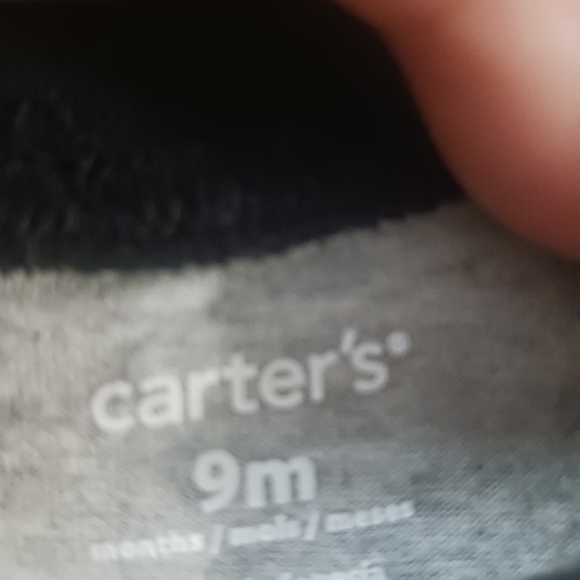 carter's®
9m
months / mois / meses